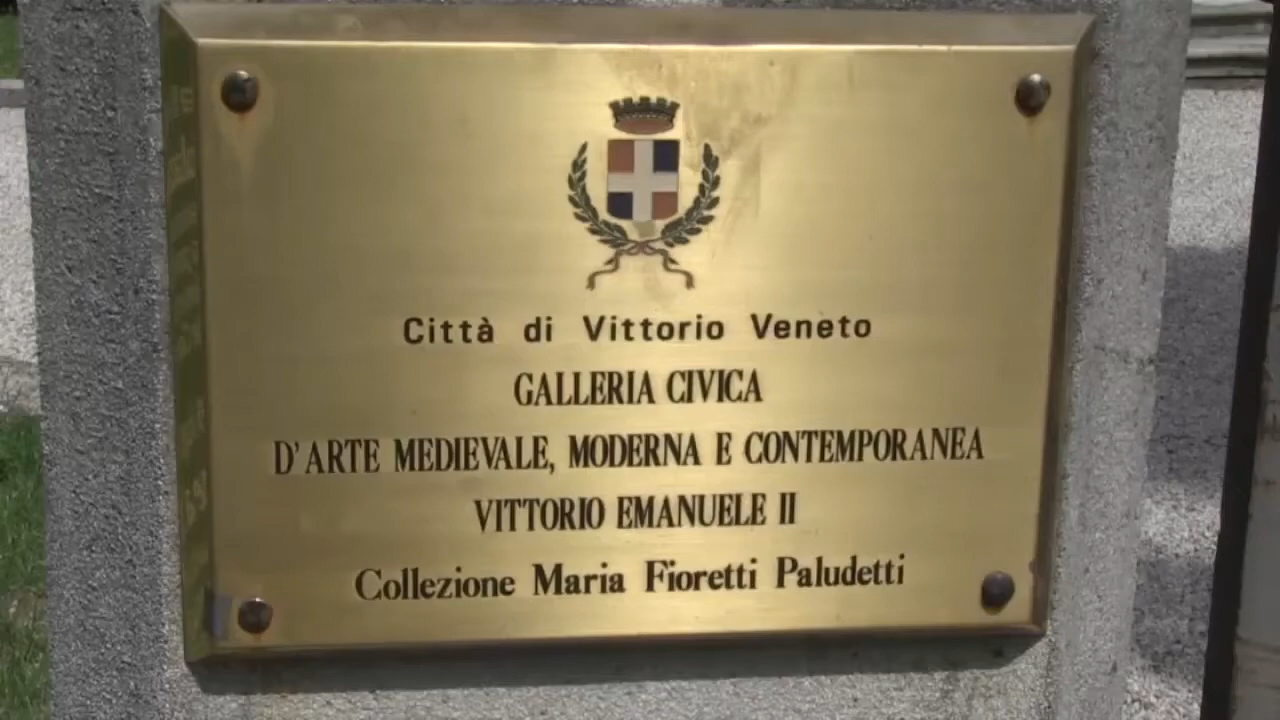 Città di Vittorio Veneto
GALLERIA CIVICA
D'ARTE MEDIEVALE, MODERNA E CONTEMPORANEA
VITTORIO EMANUELE II
Collezione Maria Fioretti Paludetti